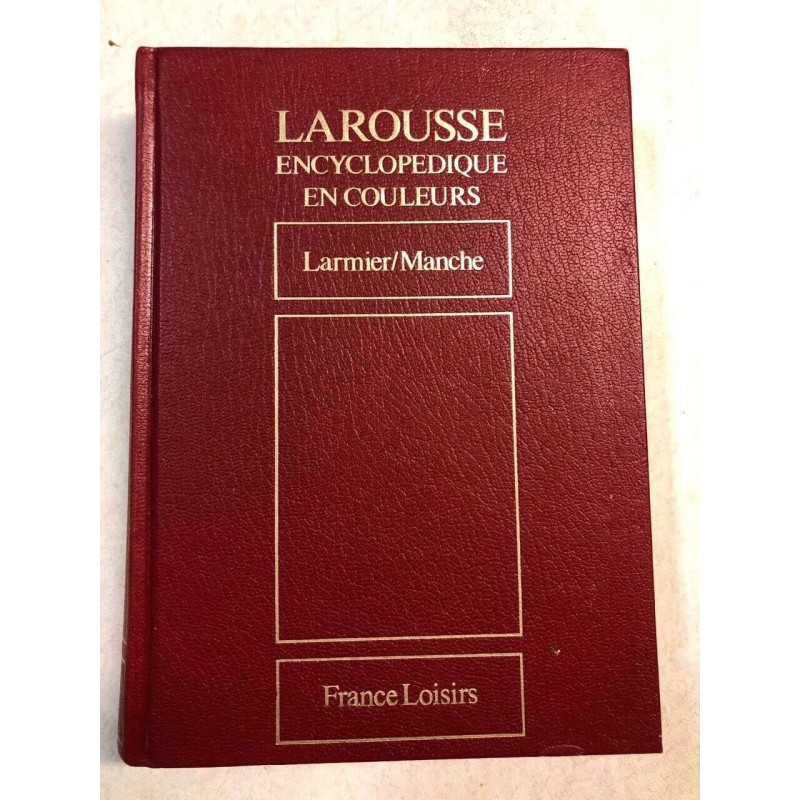 LAROUSSE
ENCYCLOPEDIQUE
EN COULEURS
Larmier/Manche
France Loisirs